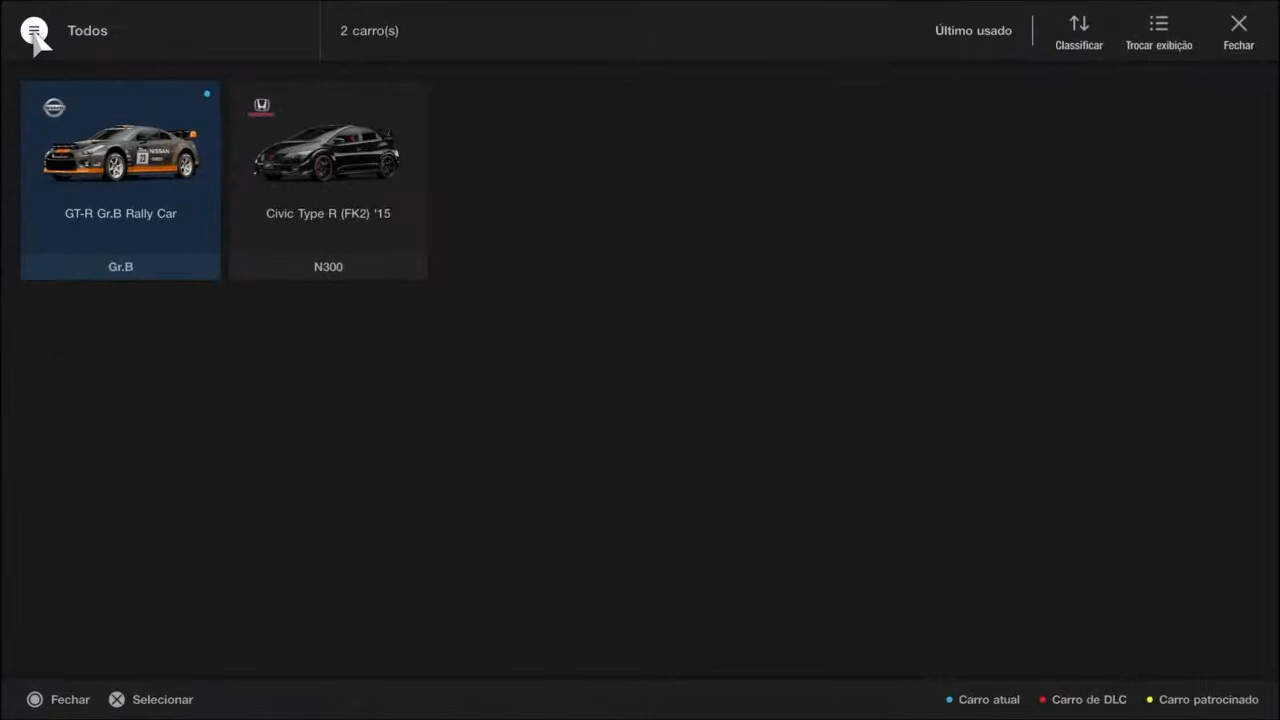 Todos
2 carro(s)
Último usado
Classificar
Trocar exibição
Fechar
GT-R Gr.B Rally Car
Gr.B
Civic Type R (FK2) '15
N300
Fechar
Selecionar
Carro atual
Carro de DLC
Carro patrocinado